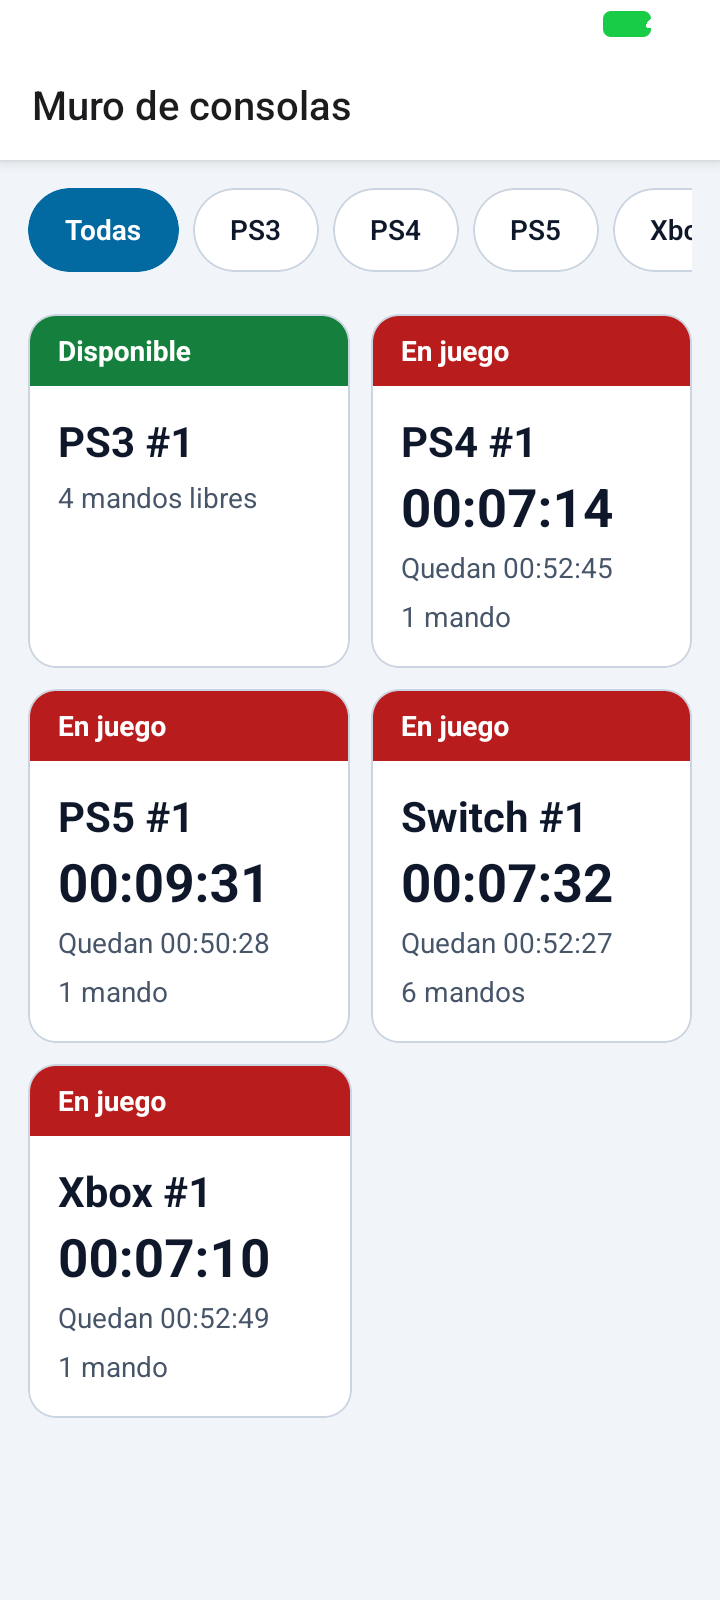 Muro de consolas
Todas
PS3
PS4
PS5
Disponible
PS3 #1
4 mandos libres
En juego
PS4 #1
00:07:14
Quedan 00:52:45
1 mando
En juego
PS5 #1
00:09:31
Quedan 00:50:28
1 mando
En juego
Switch #1
00:07:32
Quedan 00:52:27
6 mandos
En juego
Xbox #1
00:07:10
Quedan 00:52:49
1 mando